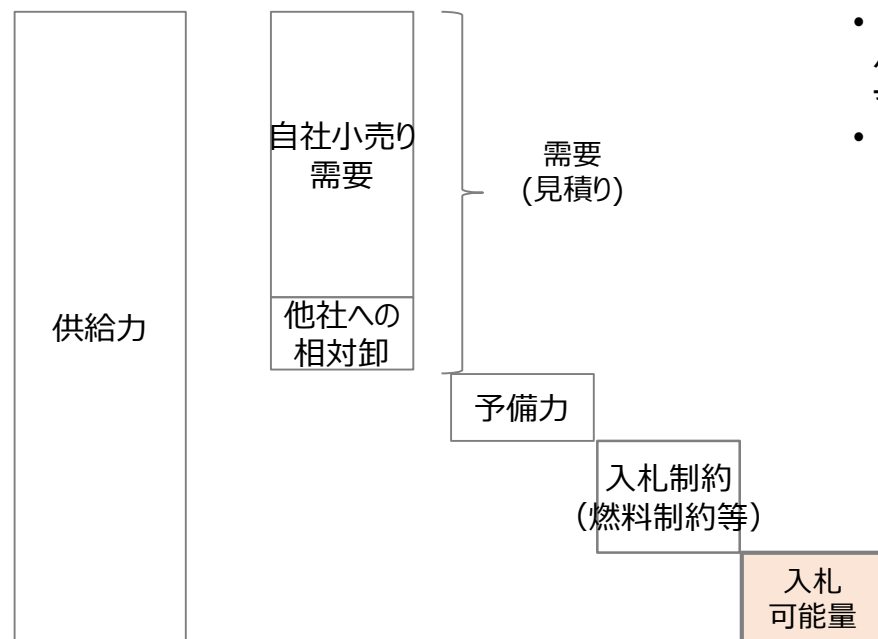 自社小売り
需要
需要
(見積り)
供給力
他社への
相対卸
予備力
入札制約
（燃料制約等）
入札
可能量